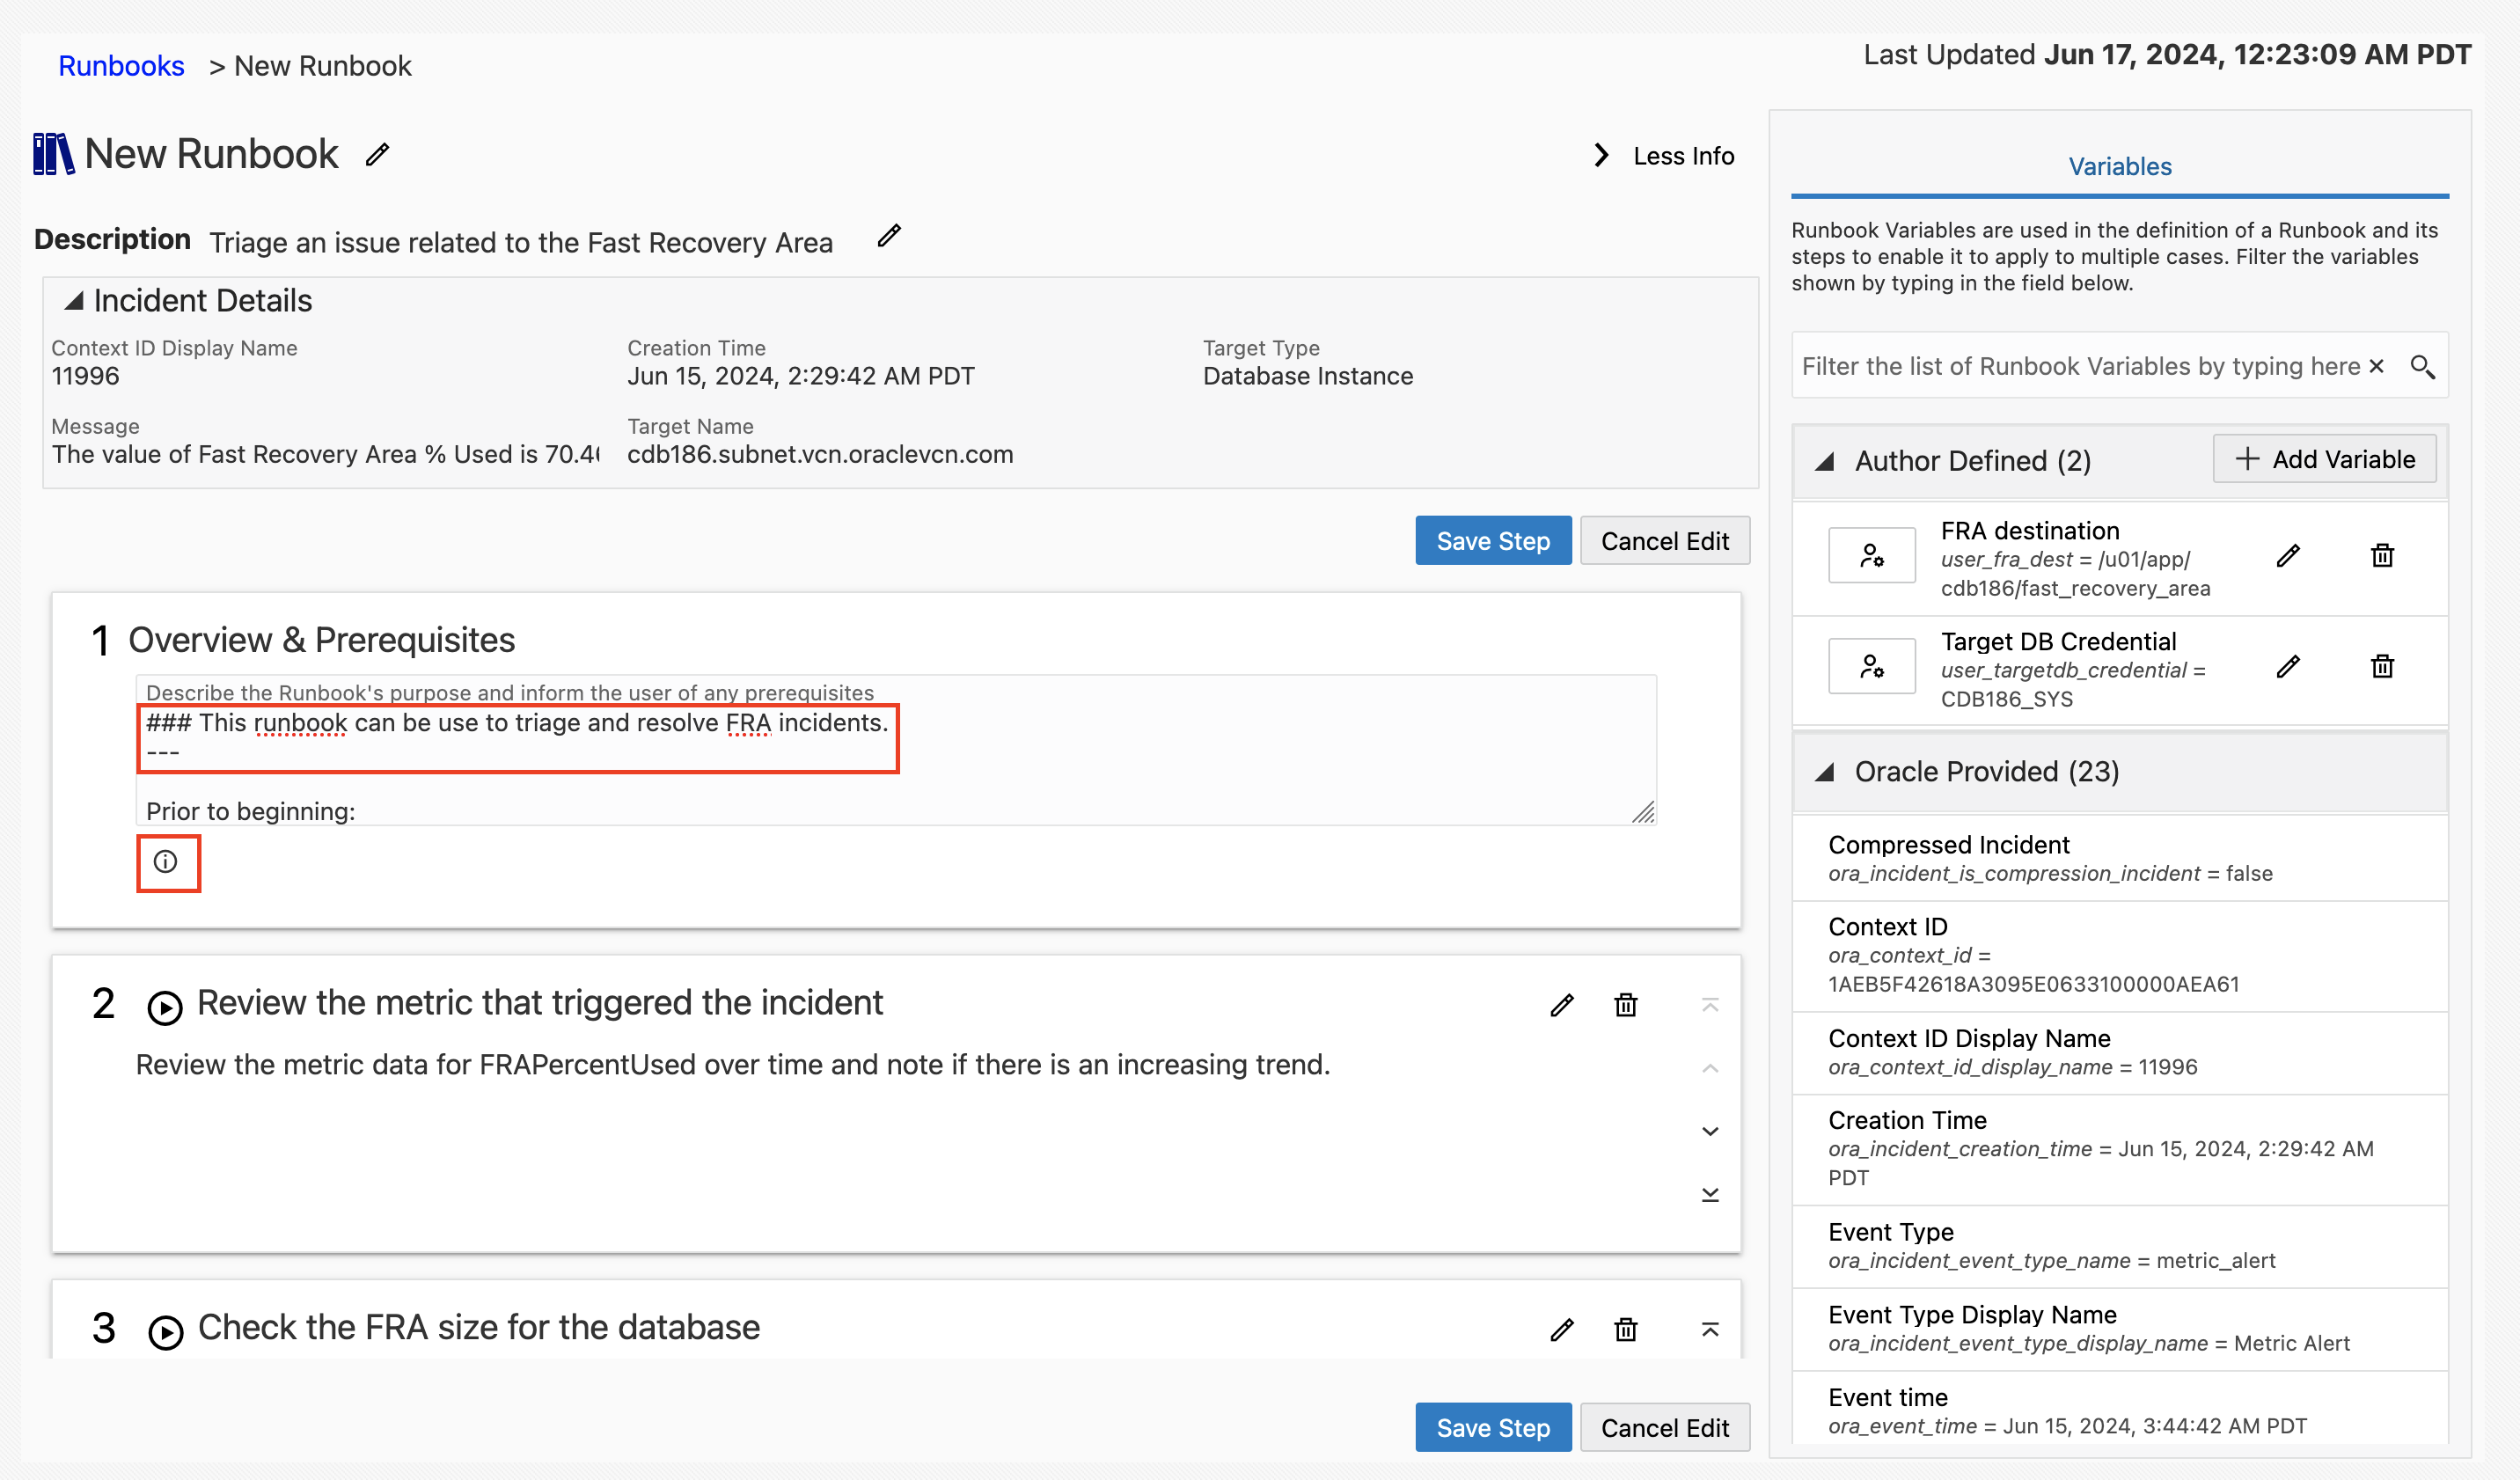 Runbooks > New Runbook
Last Updated Jun 17, 2024, 12:23:09 AM PDT
New Runbook
Less Info
Description Triage an issue related to the Fast Recovery Area
Incident Details
Context ID Display Name
11996
Creation Time
Jun 15, 2024, 2:29:42 AM PDT
Target Type
Database Instance
Message
The value of Fast Recovery Area % Used is 70.4
Target Name
cdb186.subnet.vcn.oraclevcn.com
Save Step
Cancel Edit
1 Overview & Prerequisites
Describe the Runbook's purpose and inform the user of any prerequisites
### This runbook can be use to triage and resolve FRA incidents.
---
Prior to beginning:
2 Review the metric that triggered the incident
Review the metric data for FRAPercentUsed over time and note if there is an increasing trend.
3 Check the FRA size for the database
Save Step
Cancel Edit
Variables
Runbook Variables are used in the definition of a Runbook and its
steps to enable it to apply to multiple cases. Filter the variables
shown by typing in the field below.
Filter the list of Runbook Variables by typing here
Author Defined (2)
Add Variable
FRA destination
user_fra_dest = /u01/app/
cdb186/fast_recovery_area
Target DB Credential
user_targetdb_credential =
CDB186_SYS
Oracle Provided (23)
Compressed Incident
ora_incident_is_compression_incident = false
Context ID
ora_context_id =
1AEB5F42618A3095E0633100000AEA61
Context ID Display Name
ora_context_id_display_name = 11996
Creation Time
ora_incident_creation_time = Jun 15, 2024, 2:29:42 AM
PDT
Event Type
ora_incident_event_type_name = metric_alert
Event Type Display Name
ora_incident_event_type_display_name = Metric Alert
Event time
ora_event_time = Jun 15, 2024, 3:44:42 AM PDT